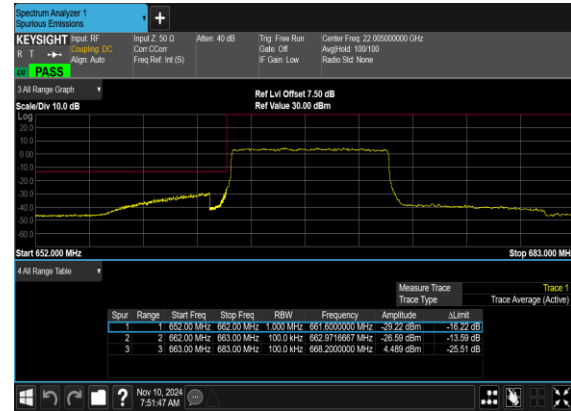 Spectrum Analyzer 1
Spurious Emissions
KEYSIGHT Input: RF Input Z: 50 Ω Atten: 40 dB Trig: Free Run Center Freq: 22.005000000 GHz
R T Coupling: DC Corr CCorr Gate: Off Avg|Hold: 100/100
Align: Auto Freq Ref: Int (S) IF Gain: Low Radio Std: None
LW PASS
3 All Range Graph Ref Lvl Offset 7.50 dB
Scale/Div 10.0 dB Ref Value 30.00 dBm
Log
20.0
10.0
0.00
-10.0
-20.0
-30.0
-40.0
-50.0
-60.0
Start 652.000 MHz Stop 683.000 MH
4 All Range Table
Measure Trace Trace 1
Trace Type Trace Average (Active)
Spur Range Start Freq Stop Freq RBW Frequency Amplitude ΔLimit
1 1 652.00 MHz 662.00 MHz 1.000 MHz 661.6000000 MHz -29.22 dBm -16.22 dB
2 2 662.00 MHz 663.00 MHz 100.0 kHz 662.9716667 MHz -26.59 dBm -13.59 dB
3 3 663.00 MHz 683.00 MHz 100.0 kHz 668.2000000 MHz 4.489 dBm -25.51 dB
Nov 10, 2024
7:51:47 AM